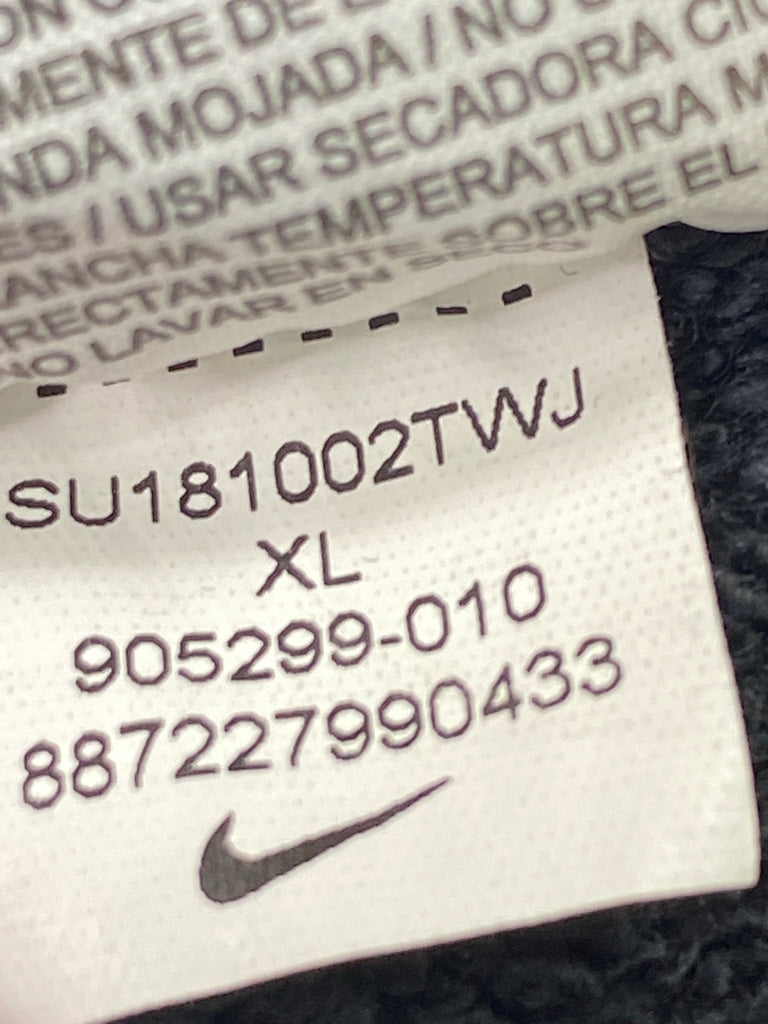 MENTE DE
NDA MOJADA / NO
ES / USAR SECADORA
ANCHA TEMPERATURA M
RECTAMENTE SOBRE EL
NO LAVAR EN SECO
SU181002TWJ
XL
905299-010
887227990433